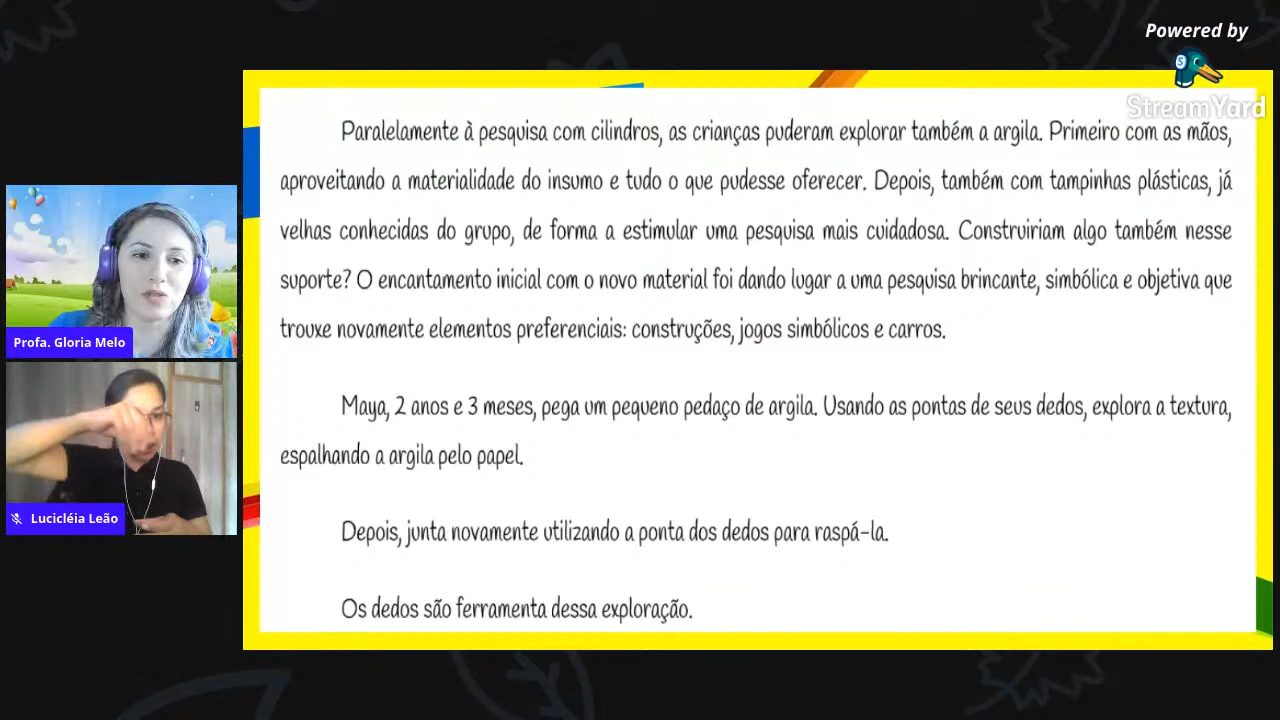 Powered by
StreamYard
Paralelamente à pesquisa com cilindros, as crianças puderam explorar também a argila. Primeiro com as mãos,
aproveitando a materialidade do insumo e tudo o que pudesse oferecer. Depois, também com tampinhas plásticas, já
velhas conhecidas do grupo, de forma a estimular uma pesquisa mais cuidadosa. Construiriam algo também nesse
suporte? O encantamento inicial com o novo material foi dando lugar a uma pesquisa brincante, simbólica e objetiva que
trouxe novamente elementos preferenciais: construções, jogos simbólicos e carros.
Maya, 2 anos e 3 meses, pega um pequeno pedaço de argila. Usando as pontas de seus dedos, explora a textura,
espalhando a argila pelo papel.
Depois, junta novamente utilizando a ponta dos dedos para raspá-la.
Os dedos são ferramenta dessa exploração.
Profa. Gloria Melo
Lucicléia Leão